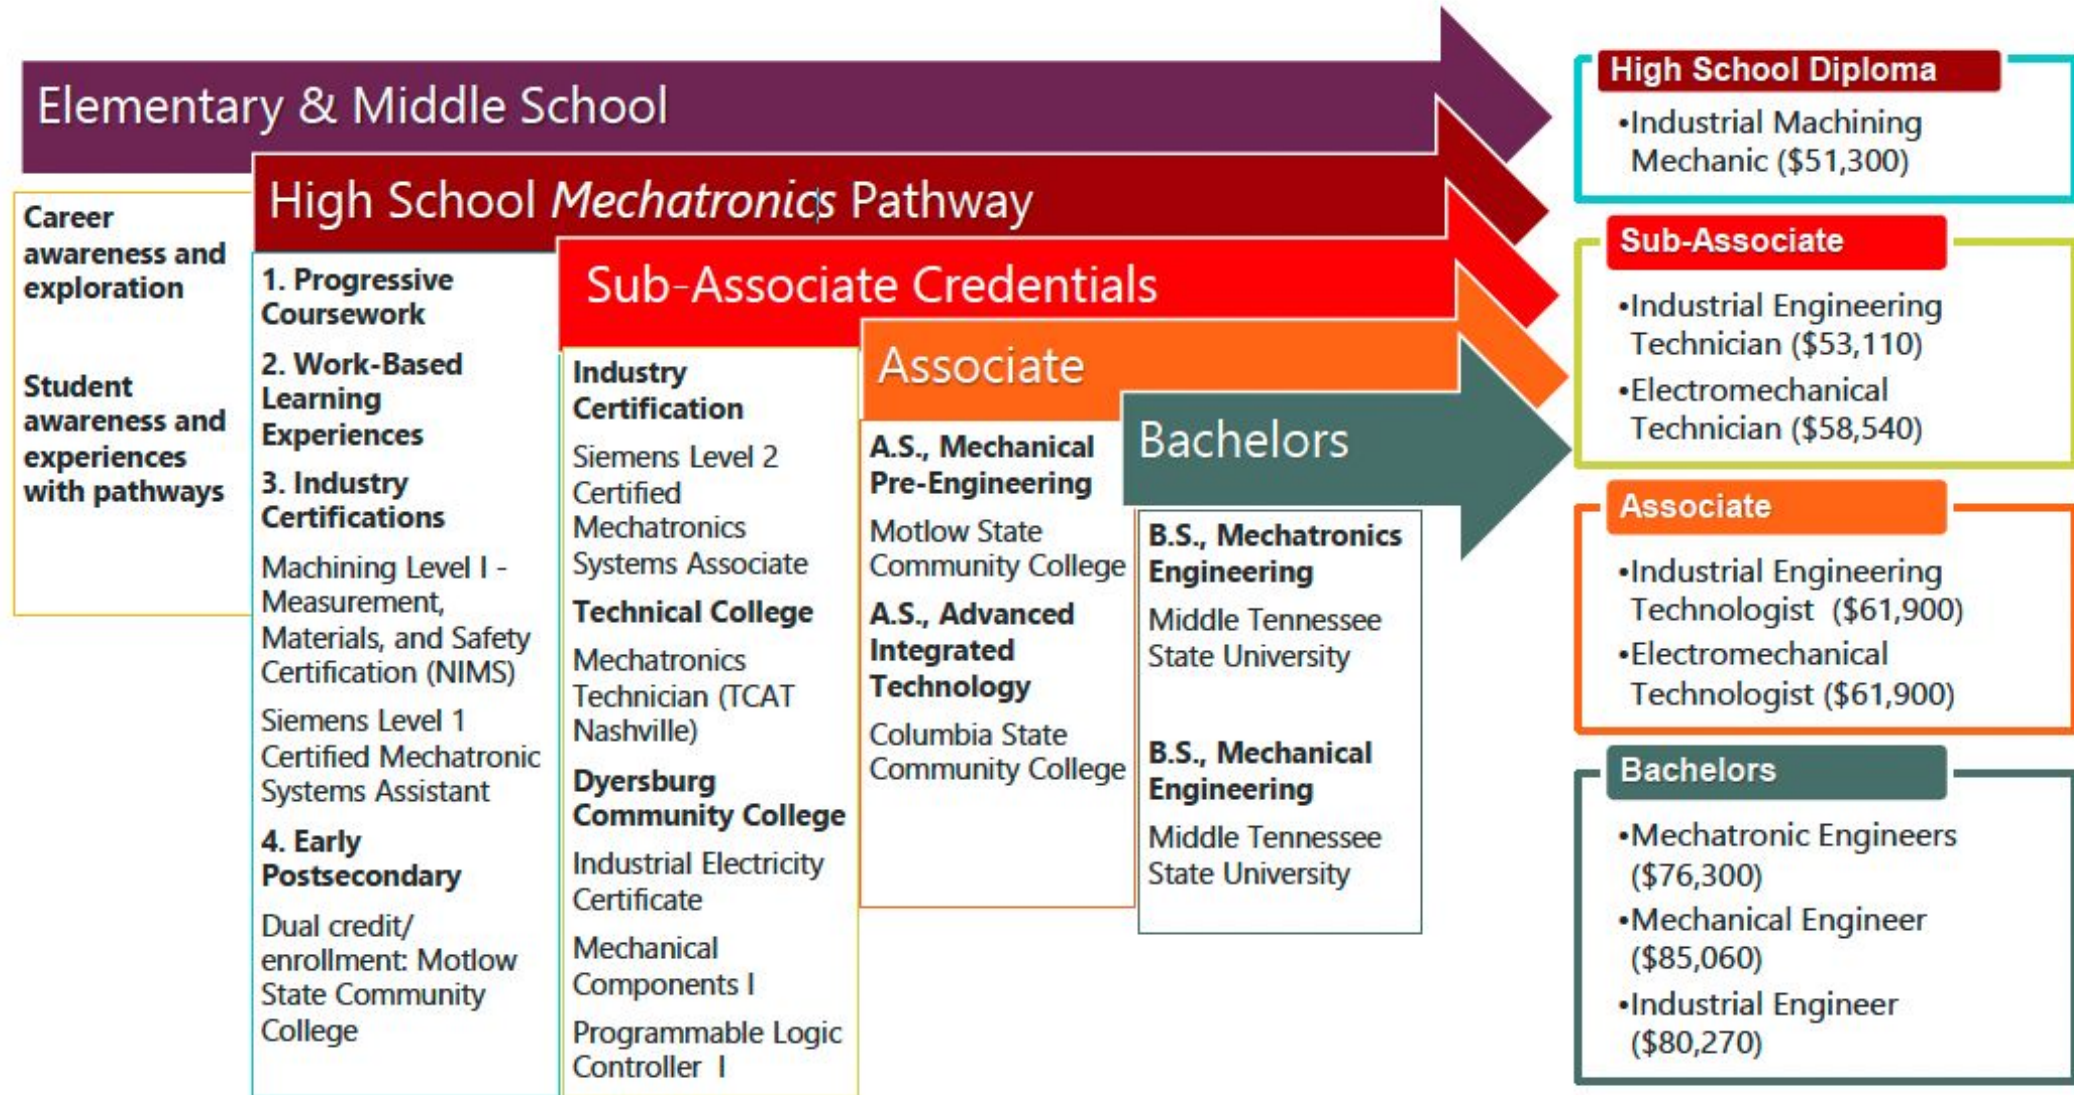 Elementary & Middle School
Career
awareness and
exploration
Student
awareness and
experiences
with pathways
High School Mechatronics Pathway
1. Progressive
Coursework
2. Work-Based
Learning
Experiences
3. Industry
Certifications
Machining Level I -
Measurement,
Materials, and Safety
Certification (NIMS)
Siemens Level 1
Certified Mechatronic
Systems Assistant
4. Early
Postsecondary
Dual credit/
enrollment: Motlow
State Community
College
Sub-Associate Credentials
Industry
Certification
Siemens Level 2
Certified
Mechatronics
Systems Associate
Technical College
Mechatronics
Technician (TCAT
Nashville)
Dyersburg
Community College
Industrial Electricity
Certificate
Mechanical
Components I
Programmable Logic
Controller I
Associate
A.S., Mechanical
Pre-Engineering
Motlow State
Community College
A.S., Advanced
Integrated
Technology
Columbia State
Community College
Bachelors
B.S., Mechatronics
Engineering
Middle Tennessee
State University
B.S., Mechanical
Engineering
Middle Tennessee
State University
High School Diploma
•Industrial Machining
Mechanic ($51,300)
Sub-Associate
•Industrial Engineering
Technician ($53,110)
•Electromechanical
Technician ($58,540)
Associate
•Industrial Engineering
Technologist ($61,900)
•Electromechanical
Technologist ($61,900)
Bachelors
•Mechatronic Engineers
($76,300)
•Mechanical Engineer
($85,060)
•Industrial Engineer
($80,270)